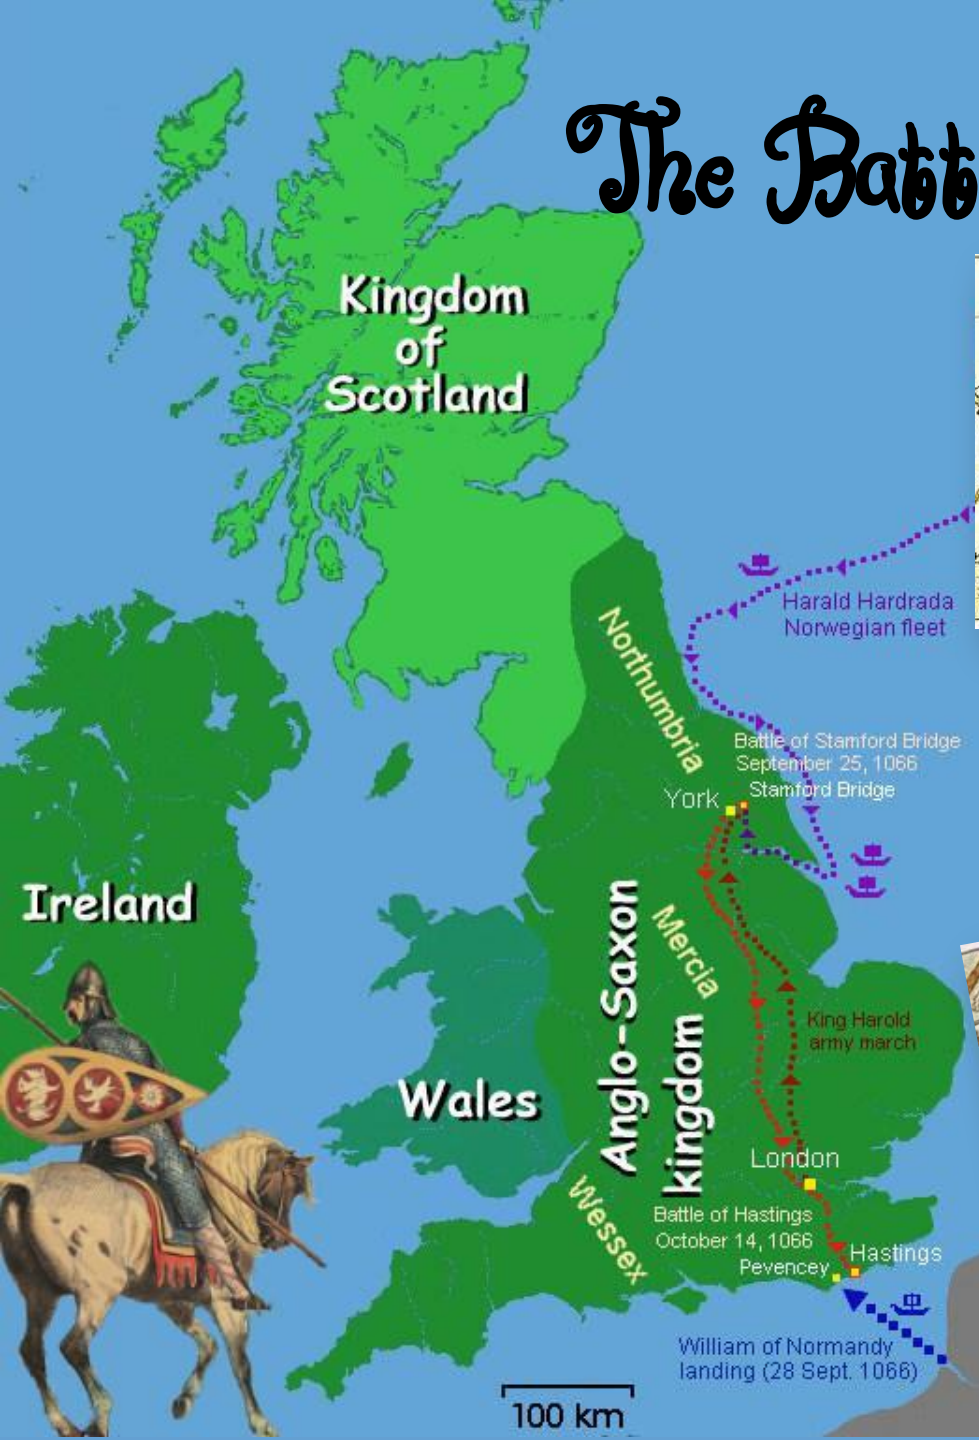 The Batt
Kingdom
of
Scotland
Harald Hardrada
Norwegian fleet
Northumbria
Battle of Stamford Bridge
September 25, 1066
Stamford Bridge
York
Ireland
Anglo-Saxon
kingdom
Mercia
King Harold
army march
Wales
London
Wessex
Battle of Hastings
October 14, 1066
Pevencey
Hastings
William of Normandy
landing (28 Sept. 1066)
100 km